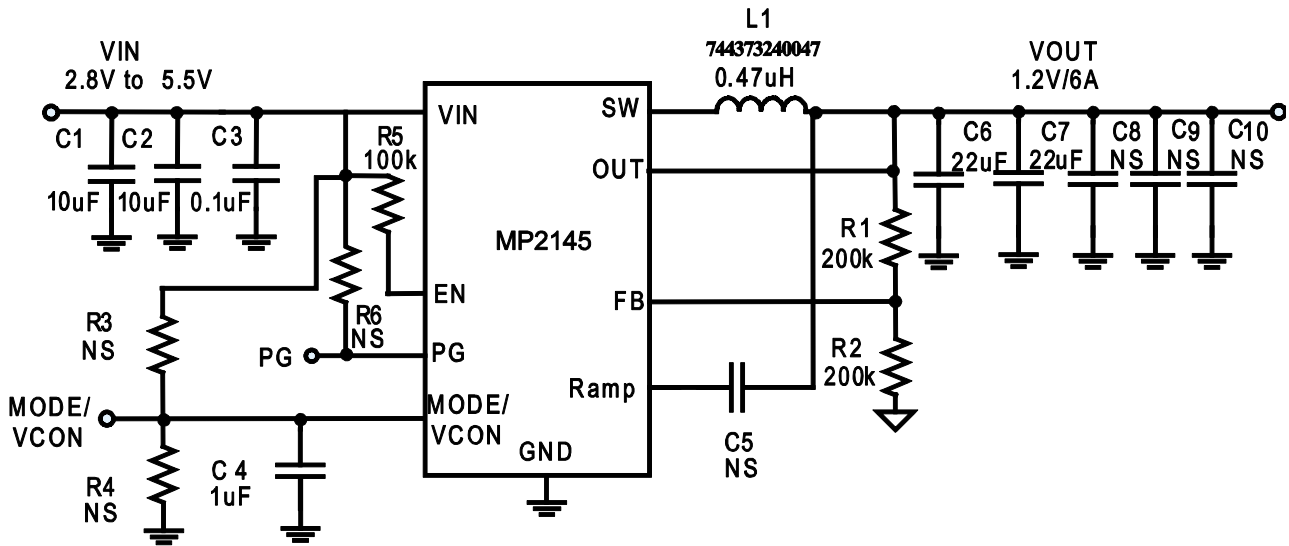 L1
744373240047
0.47uH
VIN
2.8V to 5.5V
VOUT
1.2V/6A
C1
C2
C3
10uF
10uF
0.1uF
R5
100k
VIN
SW
OUT
MP2145
FB
EN
PG
Ramp
MODE/
VCON
GND
C6
22uF
C7
22uF
C8
NS
C9
NS
C10
NS
R1
200k
R2
200k
R6
NS
R3
NS
PG
MODE/
VCON
R4
NS
C 4
1uF
C5
NS